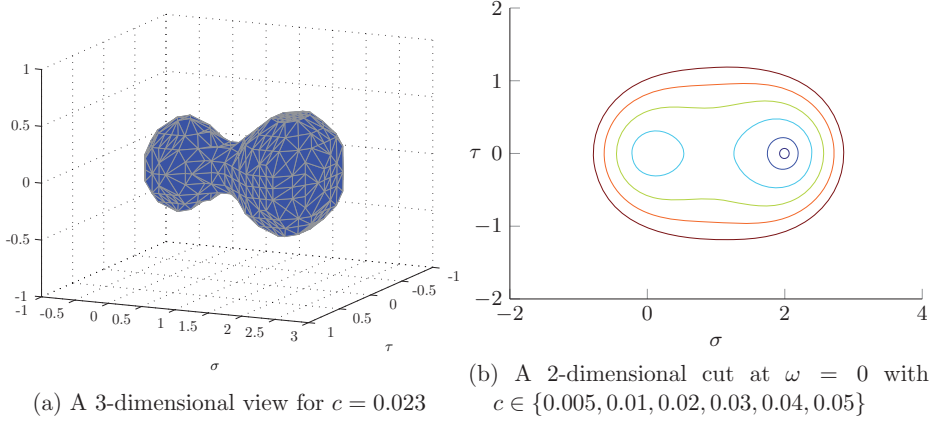 1
0.5
0
-0.5
-1
-1 -0.5 0 0.5 1 1.5 2 2.5 3
σ
1 0.5 0 -0.5 -1
τ
(a) A 3-dimensional view for c = 0.023
2
1
τ 0
−1
−2
−2 0 2 4
σ
(b) A 2-dimensional cut at ω = 0 with
c ∈ {0.005, 0.01, 0.02, 0.03, 0.04, 0.05}